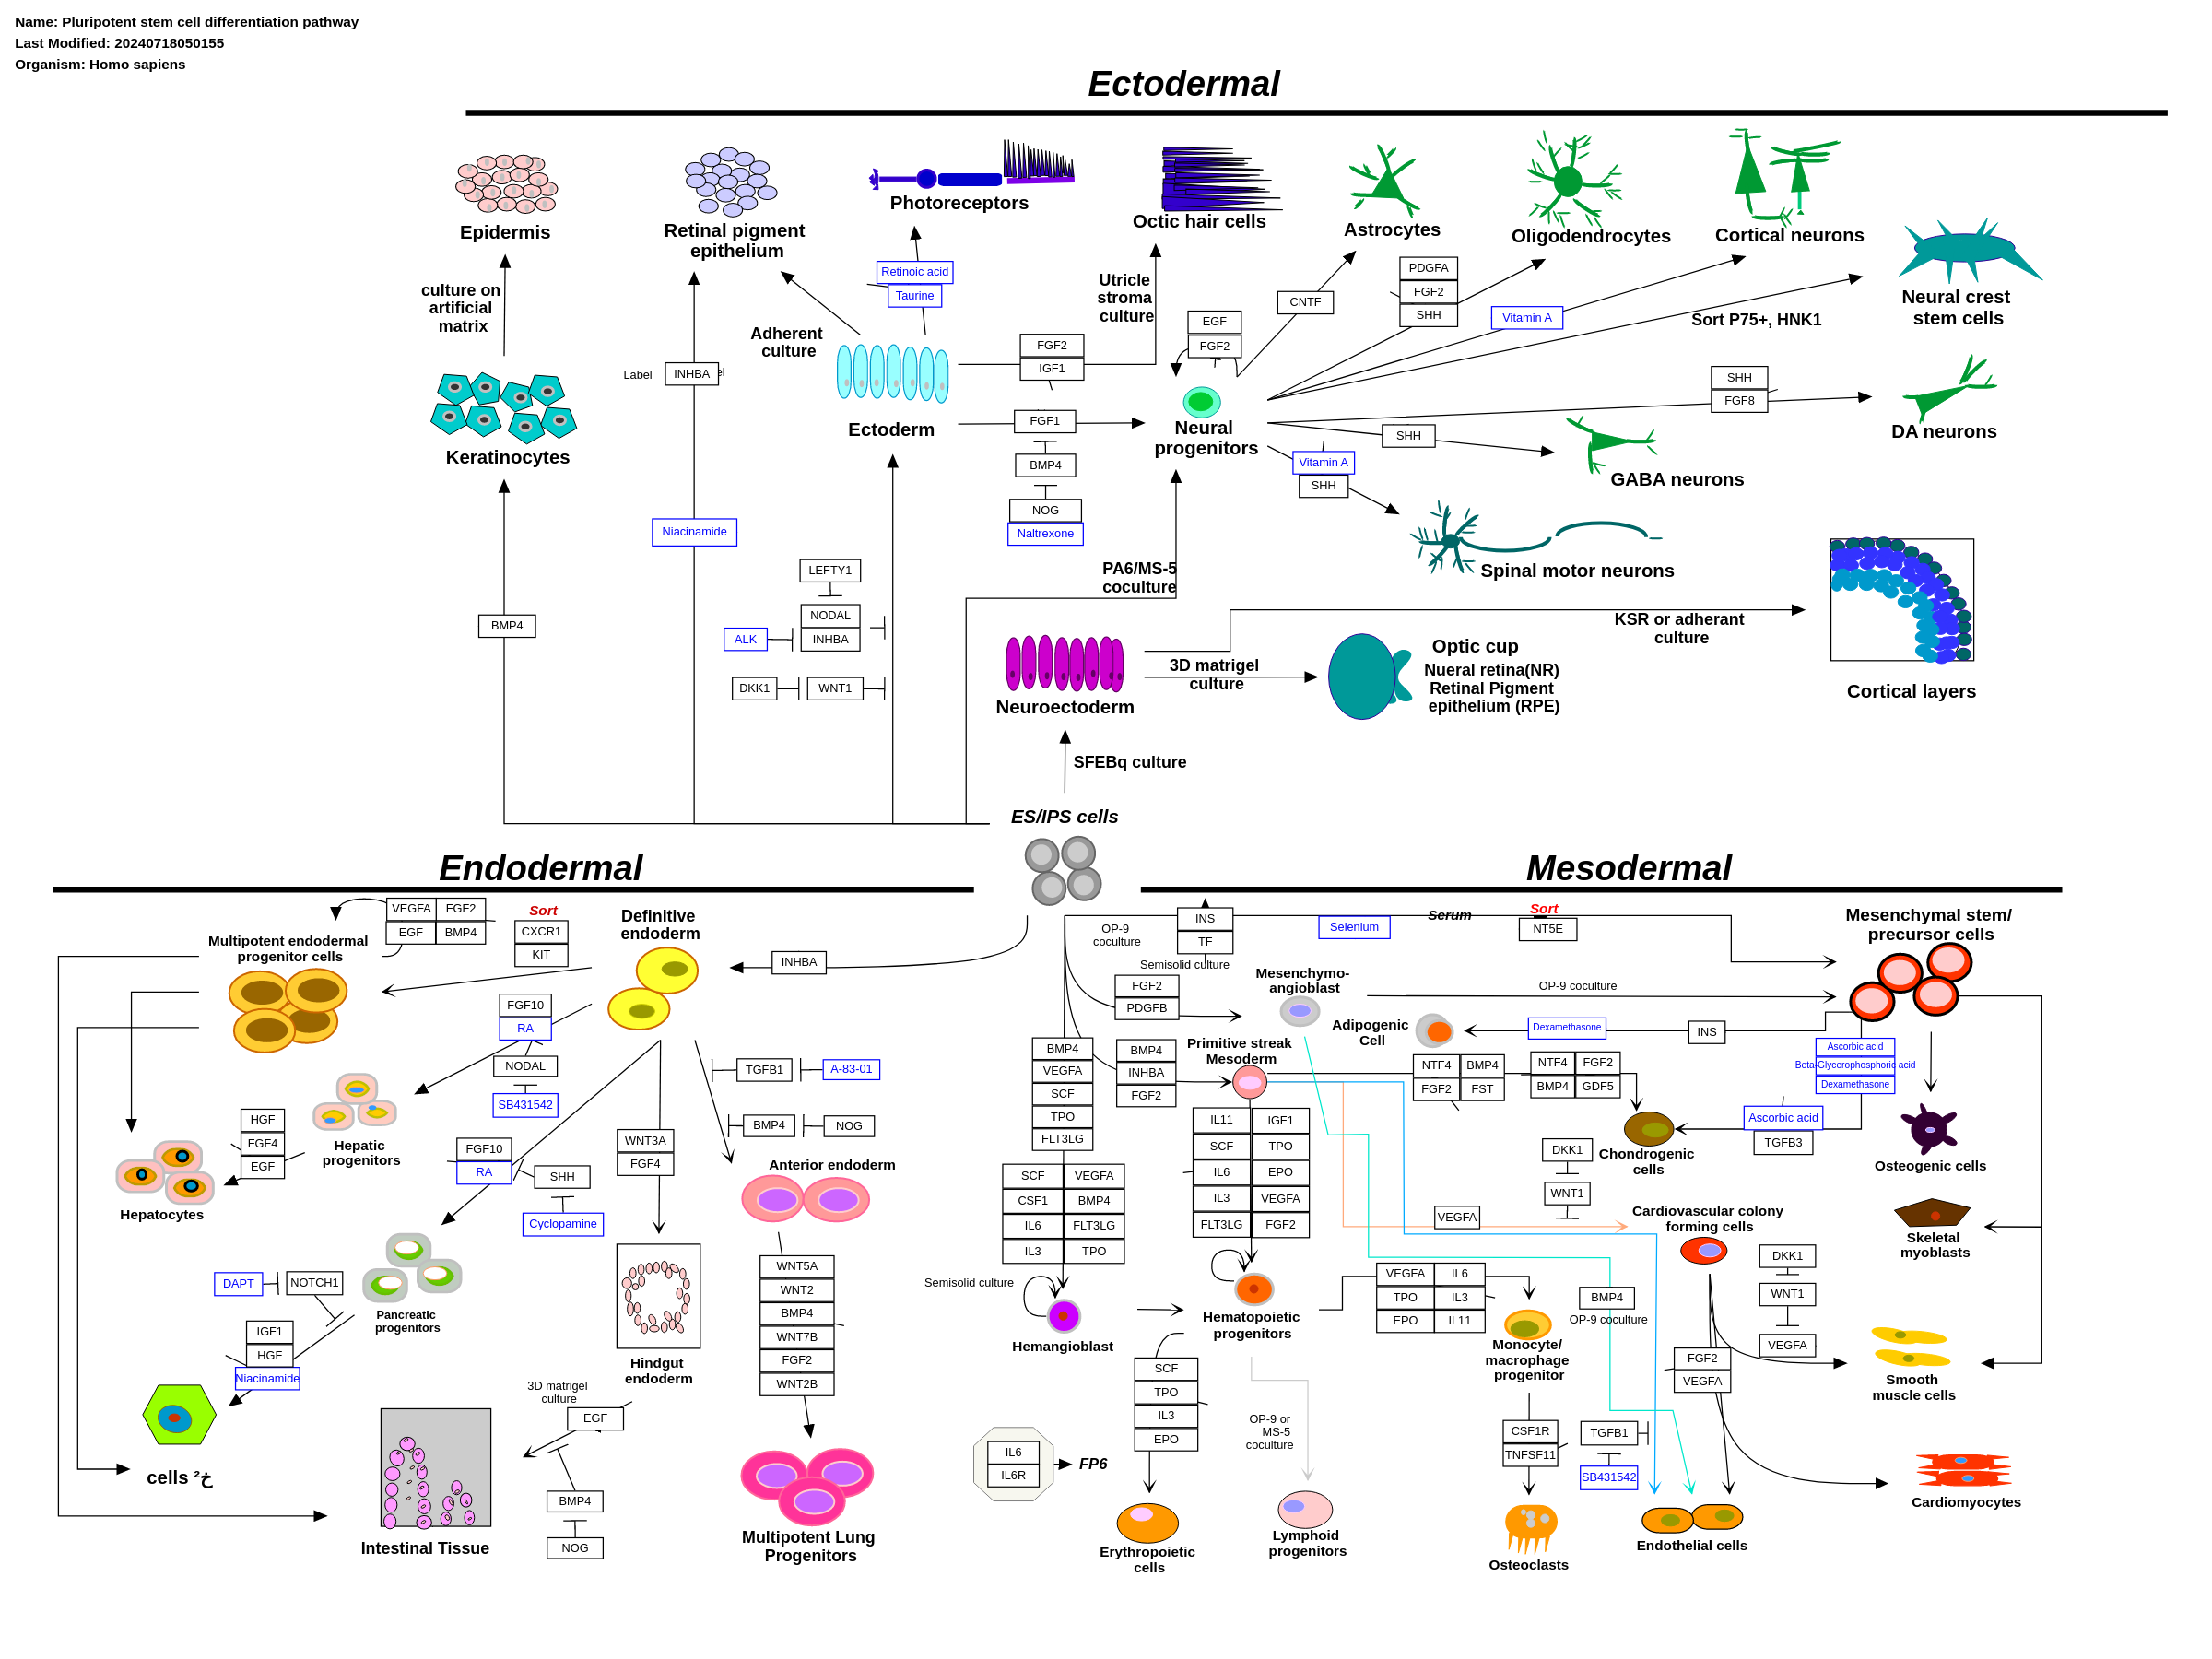 Name: Pluripotent stem cell differentiation pathway
Last Modified: 20240718050155
Organism: Homo sapiens
Ectodermal
Epidermis
Retinal pigment
epithelium
Photoreceptors
Octic hair cells
Astrocytes
Oligodendrocytes
Cortical neurons
Neural crest
stem cells
culture on
artificial
matrix
Retinoic acid
Taurine
Utricle
stroma
culture
CNTF
PDGFA
FGF2
SHH
Vitamin A
Sort P75+, HNK1
Adherent
culture
EGF
FGF2
FGF2
IGF1
Label
INHBA
el
SHH
FGF8
Keratinocytes
Ectoderm
FGF1
Neural
progenitors
SHH
DA neurons
BMP4
Vitamin A
SHH
GABA neurons
NOG
Naltrexone
Niacinamide
LEFTY1
PA6/MS-5
coculture
Spinal motor neurons
BMP4
NODAL
INHBA
ALK
KSR or adherant
culture
DKK1
WNT1
3D matrigel
culture
Optic cup
Nueral retina(NR)
Retinal Pigment
epithelium (RPE)
Cortical layers
Neuroectoderm
SFEBq culture
ES/IPS cells
Endodermal
Mesodermal
VEGFA
FGF2
EGF
BMP4
Sort
CXCR1
KIT
Definitive
endoderm
Multipotent endodermal
progenitor cells
INHBA
OP-9
coculture
INS
TF
Selenium
Serum
Sort
NT5E
Mesenchymal stem/
precursor cells
Semisolid culture
FGF2
PDGFB
Mesenchymo-
angioblast
OP-9 coculture
FGF10
RA
Adipogenic
Cell
Dexamethasone
INS
NODAL
SB431542
TGFB1
A-83-01
BMP4
VEGFA
SCF
TPO
FLT3LG
BMP4
INHBA
FGF2
Primitive streak
Mesoderm
NTF4
BMP4
FGF2
FST
NTF4
FGF2
BMP4
GDF5
Ascorbic acid
Beta-Glycerophosphoric acid
Dexamethasone
HGF
FGF4
EGF
Hepatic
progenitors
FGF10
RA
WNT3A
FGF4
BMP4
NOG
IL11
IGF1
SCF
TPO
IL6
EPO
IL3
VEGFA
FLT3LG
FGF2
Ascorbic acid
TGFB3
DKK1
Chondrogenic
cells
Osteogenic cells
SHH
Anterior endoderm
SCF
VEGFA
CSF1
BMP4
IL6
FLT3LG
IL3
TPO
WNT1
Hepatocytes
Cyclopamine
VEGFA
Cardiovascular colony
forming cells
Skeletal
myoblasts
DAPT
NOTCH1
WNT5A
WNT2
BMP4
WNT7B
FGF2
WNT2B
Semisolid culture
VEGFA
IL6
TPO
IL3
EPO
IL11
BMP4
OP-9 coculture
DKK1
WNT1
VEGFA
Pancreatic
progenitors
IGF1
HGF
Niacinamide
Hemangioblast
Hematopoietic
progenitors
Monocyte/
macrophage
progenitor
FGF2
VEGFA
Smooth
muscle cells
Hindgut
endoderm
3D matrigel
culture
EGF
SCF
TPO
IL3
EPO
OP-9 or
MS-5
coculture
CSF1R
TNFSF11
TGFB1
SB431542
cells ²خ
IL6
IL6R
FP6
BMP4
NOG
Cardiomyocytes
Intestinal Tissue
Multipotent Lung
Progenitors
Erythropoietic
cells
Lymphoid
progenitors
Osteoclasts
Endothelial cells